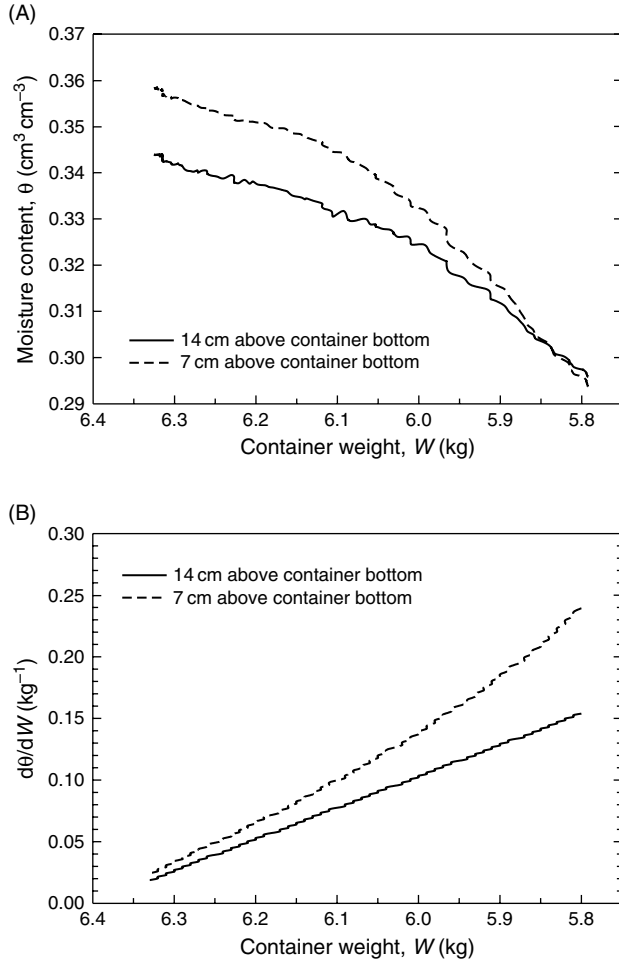 (A)
0.37
0.36
0.35
0.34
0.33
0.32
0.31
0.30
0.29
Moisture content, θ (cm³ cm⁻³)
14 cm above container bottom
7 cm above container bottom
6.4 6.3 6.2 6.1 6.0 5.9 5.8
Container weight, W (kg)
(B)
0.30
0.25
0.20
0.15
0.10
0.05
0.00
dθ/dW (kg⁻¹)
14 cm above container bottom
7 cm above container bottom
6.4 6.3 6.2 6.1 6.0 5.9 5.8
Container weight, W (kg)